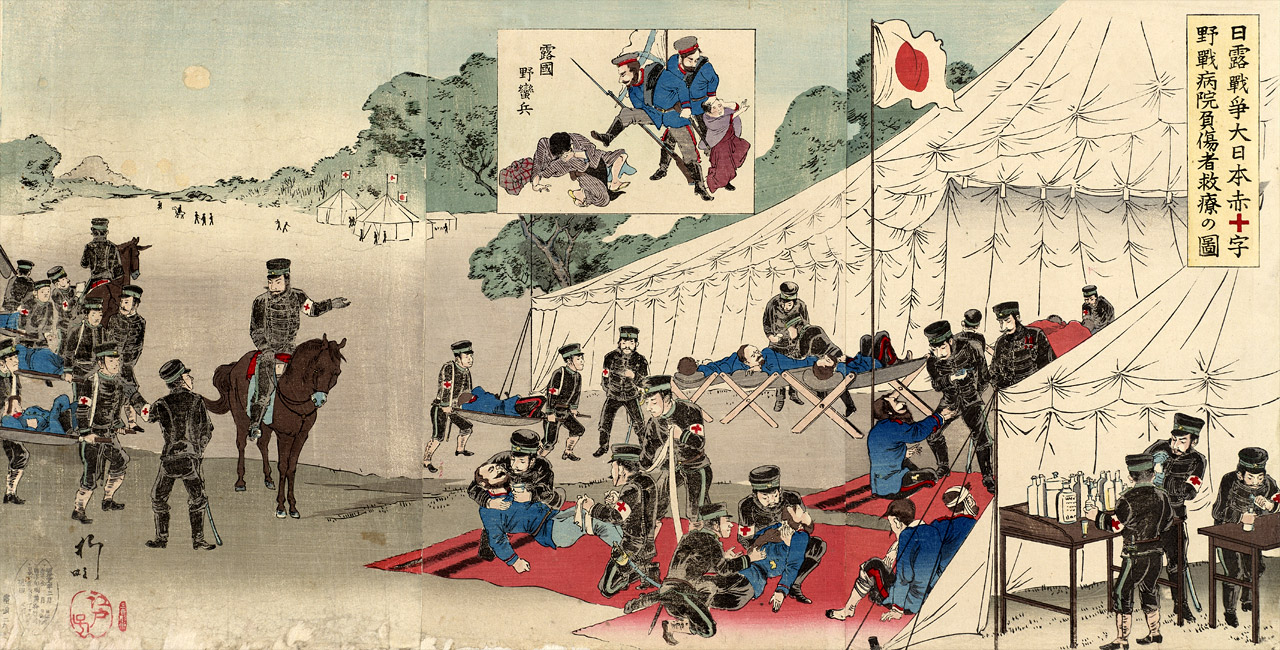 日露戰爭大日本赤十字
野戰病院負傷者救療の圖
露國
野蠻兵